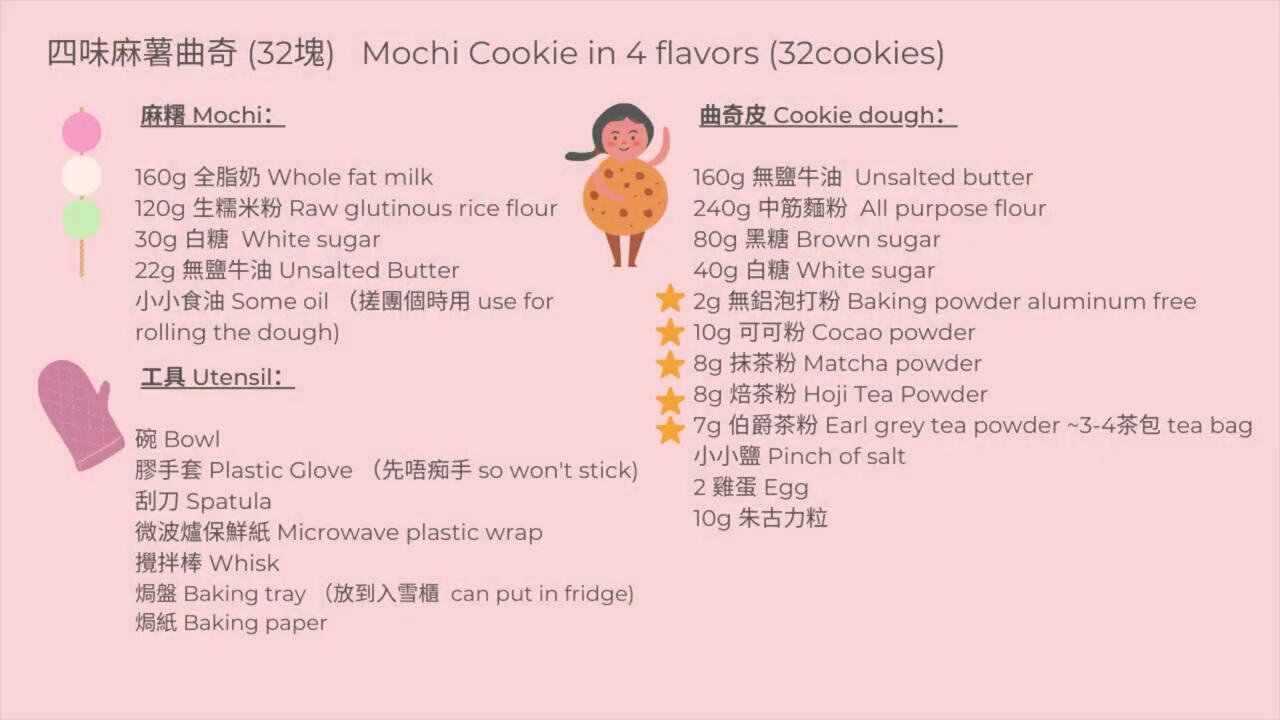 四味麻薯曲奇 (32塊)   Mochi Cookie in 4 flavors (32cookies)
麻糬 Mochi：
160g 全脂奶 Whole fat milk
120g 生糯米粉 Raw glutinous rice flour
30g 白糖  White sugar
22g 無鹽牛油 Unsalted Butter
小小食油 Some oil （搓團個時用 use for
rolling the dough)
工具 Utensil：
碗 Bowl
膠手套 Plastic Glove （先唔痴手 so won't stick)
刮刀 Spatula
微波爐保鮮紙 Microwave plastic wrap
攪拌棒 Whisk
焗盤 Baking tray （放到入雪櫃  can put in fridge)
焗紙 Baking paper
曲奇皮 Cookie dough：
160g 無鹽牛油  Unsalted butter
240g 中筋麵粉  All purpose flour
80g 黑糖 Brown sugar
40g 白糖 White sugar
2g 無鋁泡打粉 Baking powder aluminum free
10g 可可粉 Cocao powder
8g 抹茶粉 Matcha powder
8g 焙茶粉 Hoji Tea Powder
7g 伯爵茶粉 Earl grey tea powder ~3-4茶包 tea bag
小小鹽 Pinch of salt
2 雞蛋 Egg
10g 朱古力粒